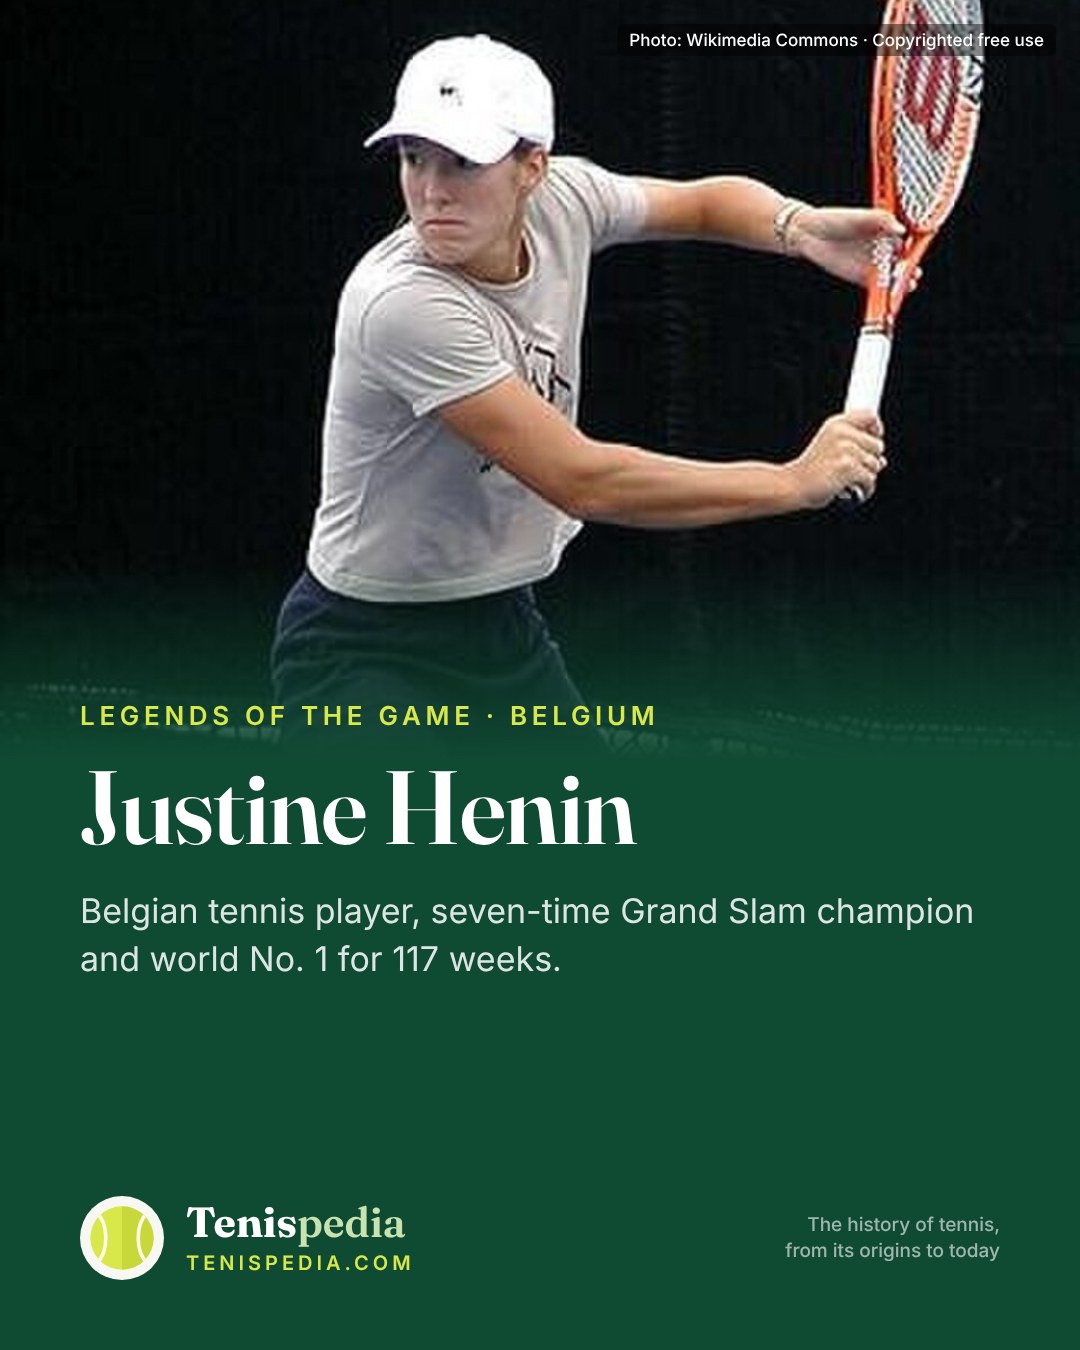 Photo: Wikimedia Commons · Copyrighted free use
LEGENDS OF THE GAME · BELGIUM
Justine Henin
Belgian tennis player, seven-time Grand Slam champion
and world No. 1 for 117 weeks.
Tenispedia
TENISPEDIA.COM
The history of tennis,
from its origins to today